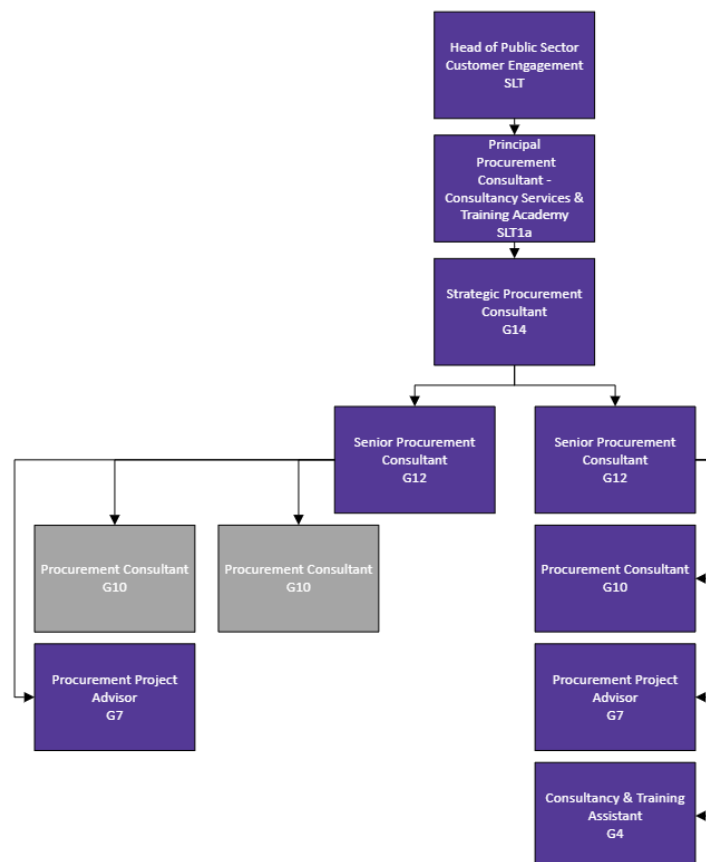 Head of Public Sector
Customer Engagement
SLT
Principal
Procurement
Consultant -
Consultancy Services &
Training Academy
SLT1a
Strategic Procurement
Consultant
G14
Senior Procurement
Consultant
G12
Senior Procurement
Consultant
G12
Procurement Consultant
G10
Procurement Consultant
G10
Procurement Consultant
G10
Procurement Project
Advisor
G7
Procurement Project
Advisor
G7
Consultancy & Training
Assistant
G4